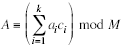 A ≡ ( ∑_{i=1}^{k} a_i c_i ) mod M